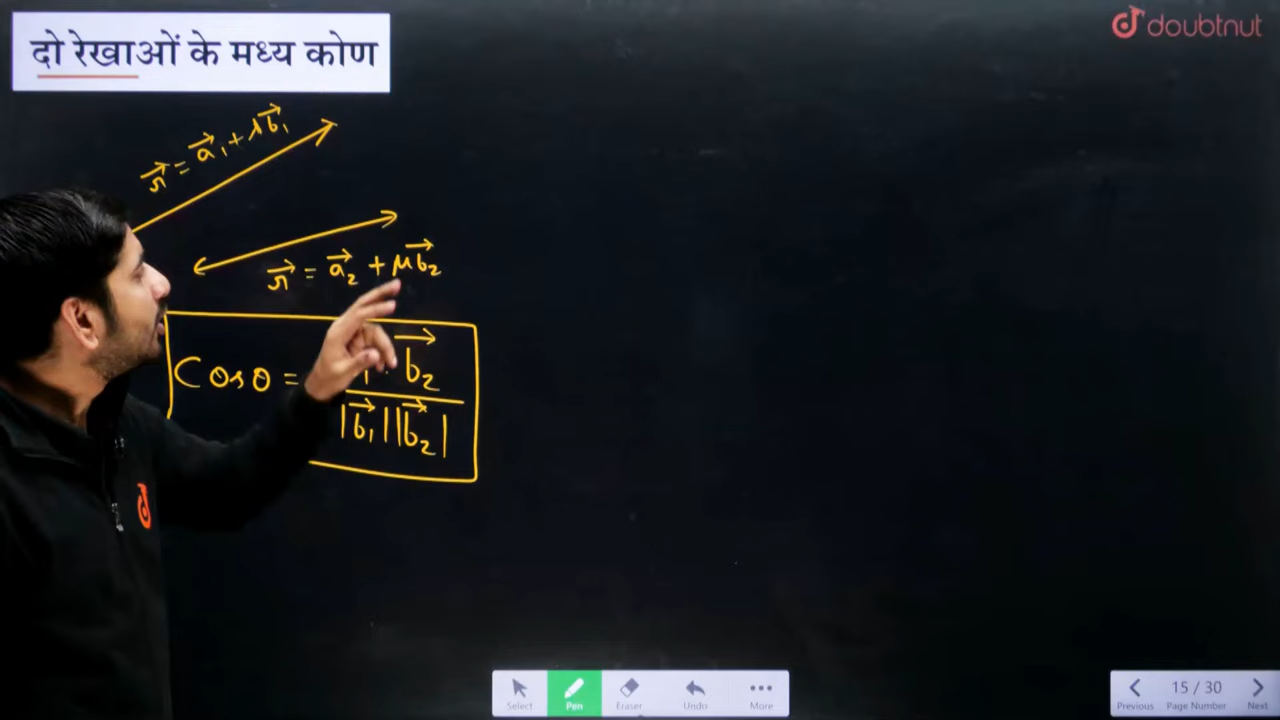 दो रेखाओं के मध्य कोण
doubtnut
r⃗ = a⃗₁ + λb⃗₁
r⃗ = a⃗₂ + μb⃗₂
Cosθ =
b⃗₂
|b⃗₁||b⃗₂|
Select
Pen
Eraser
Undo
More
Previous
15 / 30
Page Number
Next